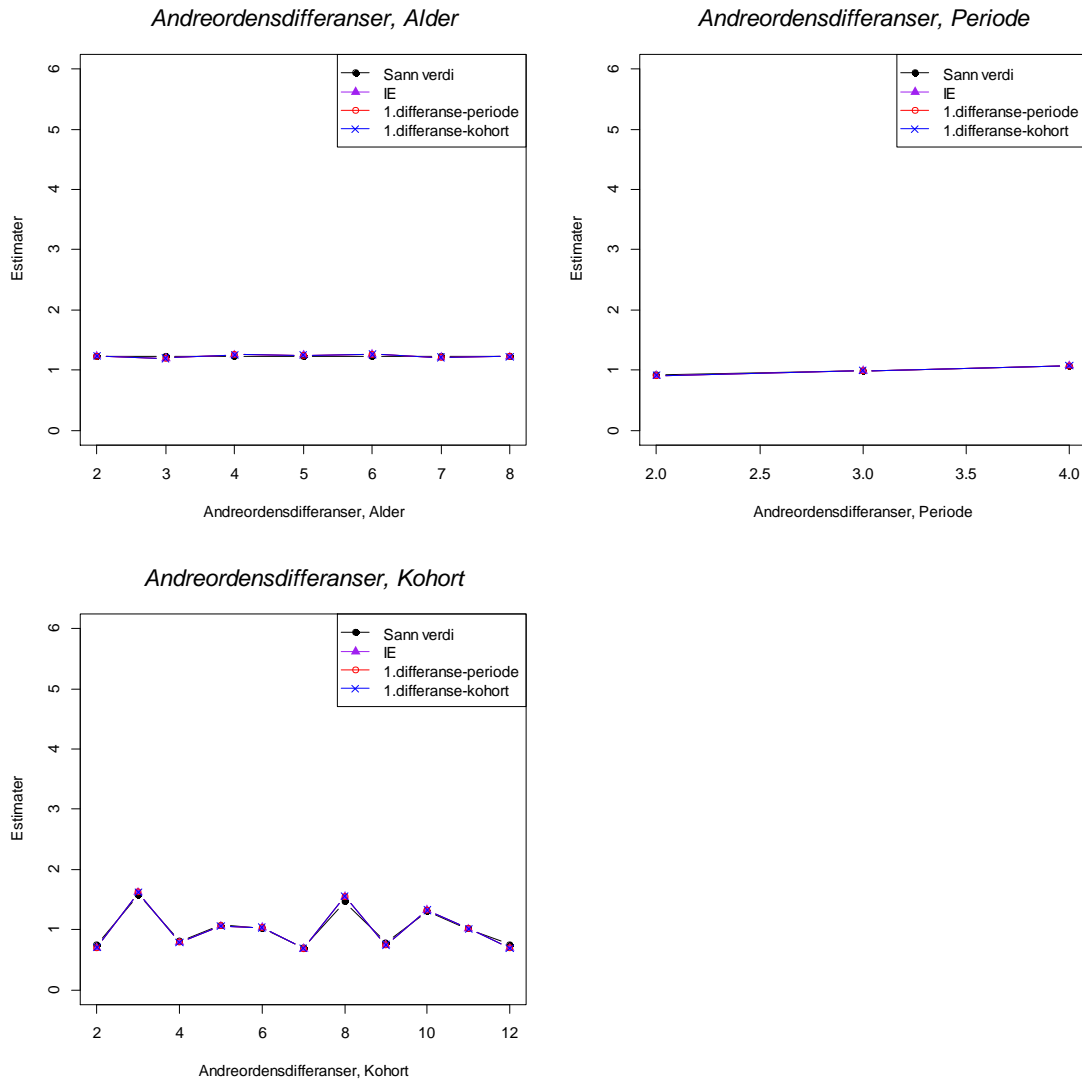 Andreordensdifferanser, Alder
Sann verdi
IE
1.differanse-periode
1.differanse-kohort
Estimater
0
1
2
3
4
5
6
2 3 4 5 6 7 8
Andreordensdifferanser, Alder
Andreordensdifferanser, Periode
Sann verdi
IE
1.differanse-periode
1.differanse-kohort
Estimater
0
1
2
3
4
5
6
2.0 2.5 3.0 3.5 4.0
Andreordensdifferanser, Periode
Andreordensdifferanser, Kohort
Sann verdi
IE
1.differanse-periode
1.differanse-kohort
Estimater
0
1
2
3
4
5
6
2 4 6 8 10 12
Andreordensdifferanser, Kohort